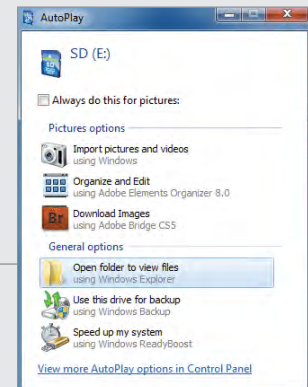 AutoPlay
SD (E:)
Always do this for pictures:
Pictures options
Import pictures and videos
using Windows
Organize and Edit
using Adobe Elements Organizer 8.0
Br
Download Images
using Adobe Bridge CS5
General options
Open folder to view files
using Windows Explorer
Use this drive for backup
using Windows Backup
Speed up my system
using Windows ReadyBoost
View more AutoPlay options in Control Panel